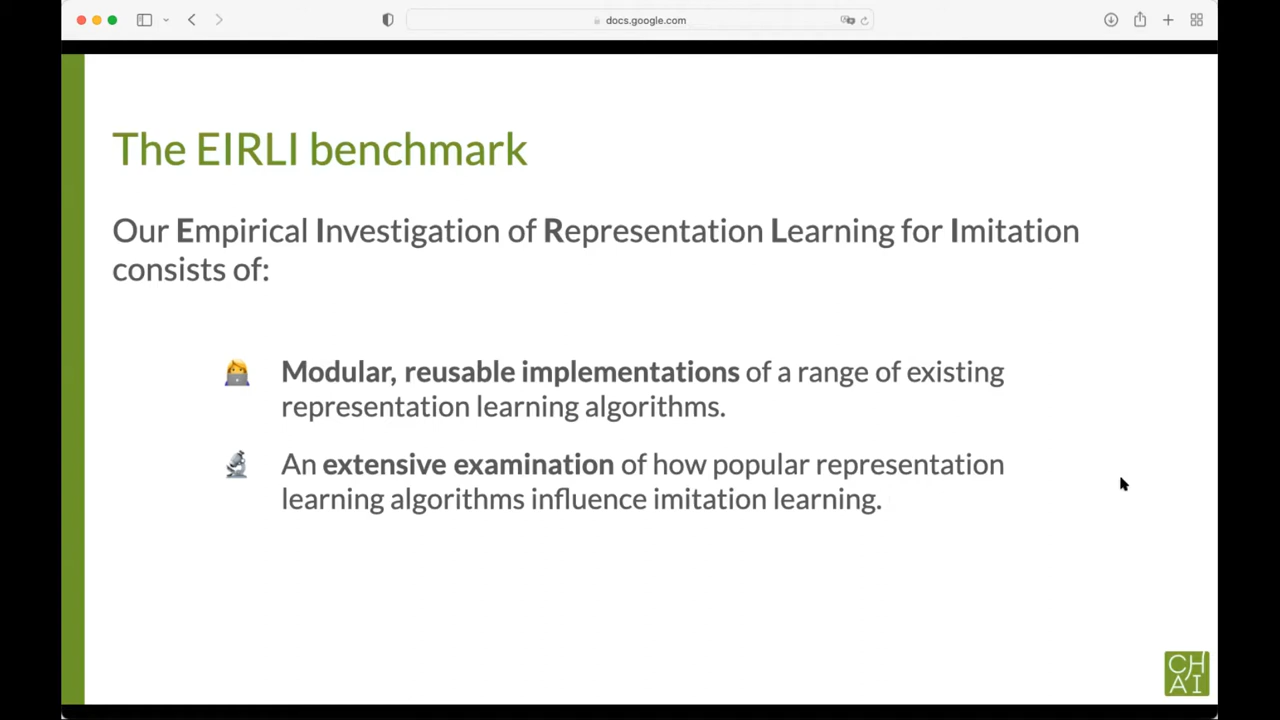 docs.google.com
The EIRLI benchmark
Our Empirical Investigation of Representation Learning for Imitation
consists of:
Modular, reusable implementations of a range of existing
representation learning algorithms.
An extensive examination of how popular representation
learning algorithms influence imitation learning.
CH
AI